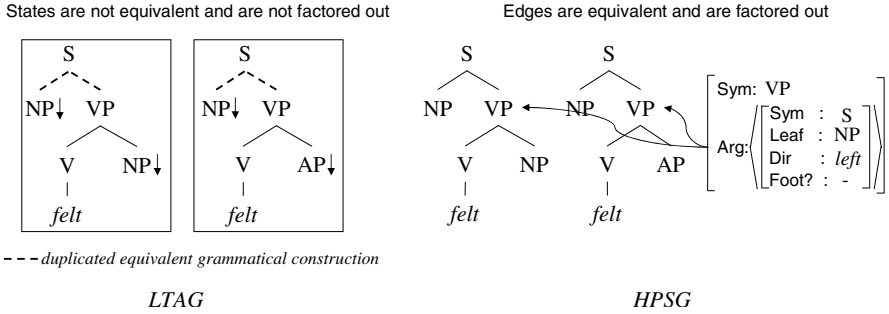 States are not equivalent and are not factored out
S
NP↓ VP
V NP↓
felt
S
NP↓ VP
V AP↓
felt
duplicated equivalent grammatical construction
LTAG
Edges are equivalent and are factored out
S
NP VP
V NP
felt
S
NP VP
V AP
felt
Sym: VP
Arg:
Sym : S
Leaf : NP
Dir : left
Foot? : -
HPSG